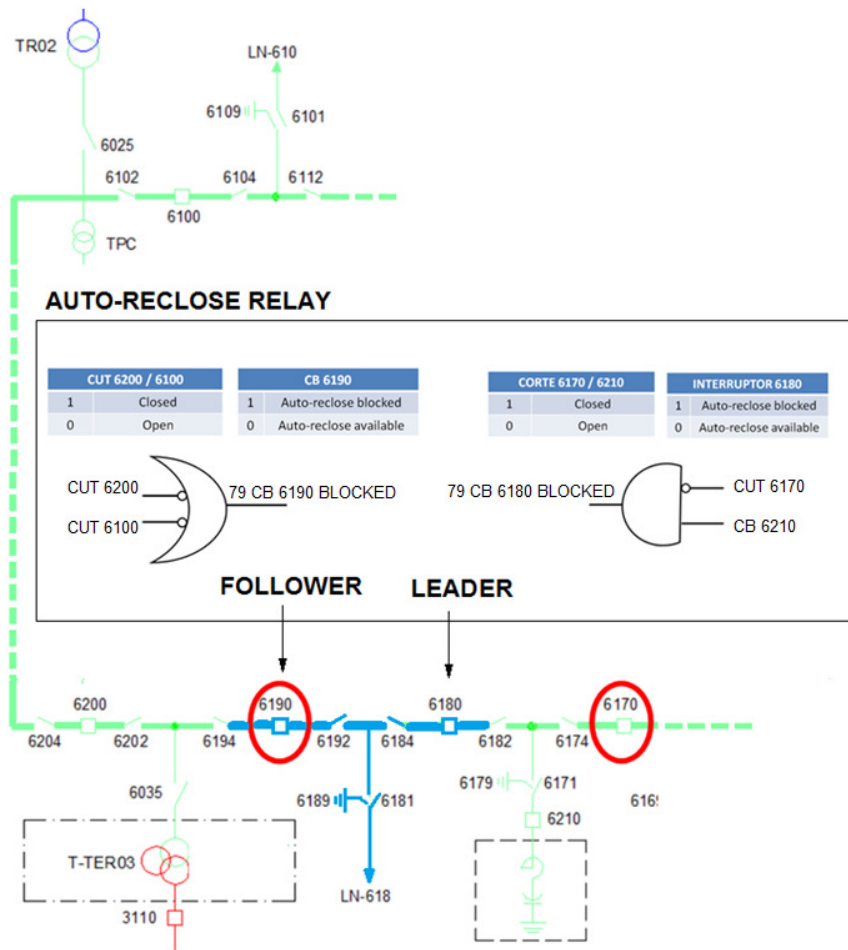 TR02
LN-610
6109
6101
6025
6102
6104
6112
6100
TPC
AUTO-RECLOSE RELAY
CUT 6200 / 6100
1 Closed
0 Open
CB 6190
1 Auto-reclose blocked
0 Auto-reclose available
CORTE 6170 / 6210
1 Closed
0 Open
INTERRUPTOR 6180
1 Auto-reclose blocked
0 Auto-reclose available
CUT 6200
CUT 6100
79 CB 6190 BLOCKED
79 CB 6180 BLOCKED
CUT 6170
CB 6210
FOLLOWER
LEADER
6200
6190
6180
6170
6204
6202
6194
6192
6184
6182
6174
6035
6189
6181
6179
6171
6210
T-TER03
LN-618
3110